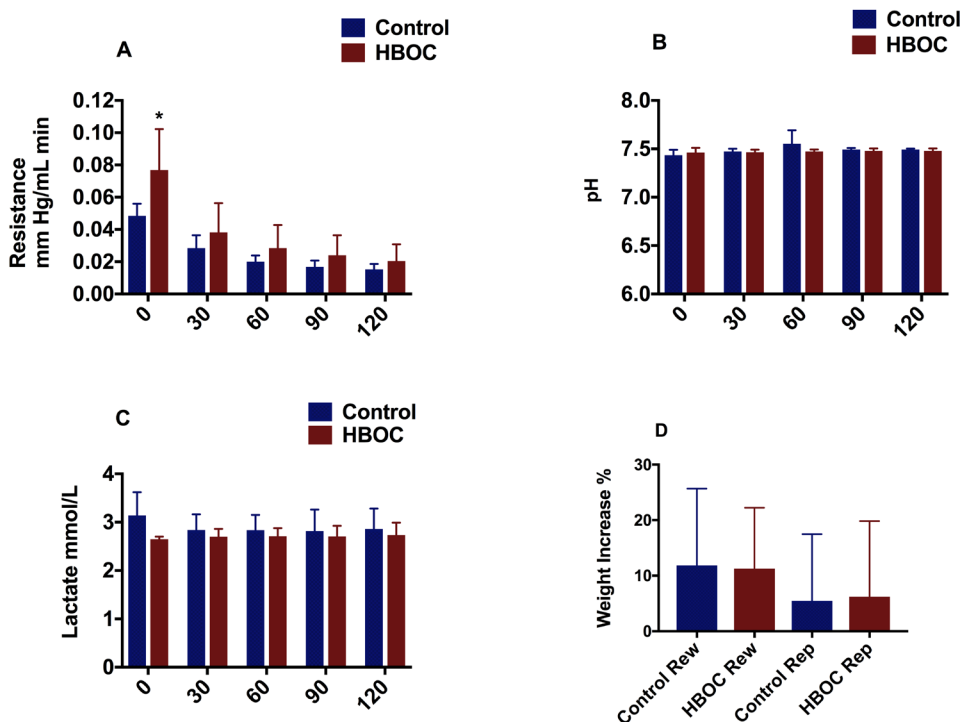 A
Control
HBOC
Resistance
mm Hg/mL min
0.12
0.10
0.08
0.06
0.04
0.02
0.00
*
0 30 60 90 120
B
Control
HBOC
pH
8.0
7.5
7.0
6.5
6.0
0 30 60 90 120
C
Control
HBOC
Lactate mmol/L
4
3
2
1
0
0 30 60 90 120
D
Weight Increase %
30
20
10
0
Control Rew
HBOC Rew
Control Rep
HBOC Rep